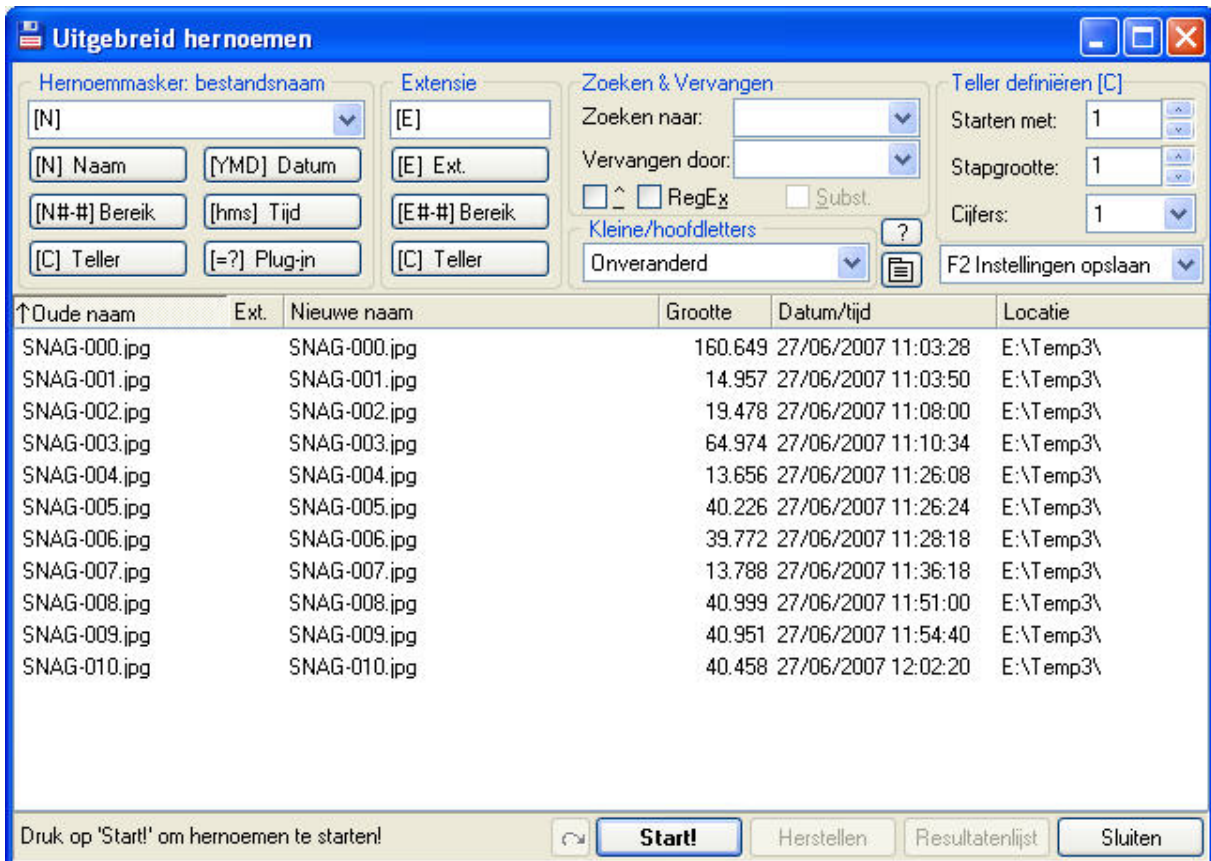 Uitgebreid hernoemen
Hernoemmasker: bestandsnaam
[N]
[N] Naam [YMD] Datum
[N#-#] Bereik [hms] Tijd
[C] Teller [=?] Plug-in
Extensie
[E]
[E] Ext.
[E#-#] Bereik
[C] Teller
Zoeken & Vervangen
Zoeken naar:
Vervangen door:
^ RegEx Subst.
Kleine/hoofdletters
Onveranderd
?
Teller definiëren [C]
Starten met: 1
Stapgrootte: 1
Cijfers: 1
F2 Instellingen opslaan
↑Oude naam Ext. Nieuwe naam Grootte Datum/tijd Locatie
SNAG-000.jpg SNAG-000.jpg 160.649 27/06/2007 11:03:28 E:\Temp3\
SNAG-001.jpg SNAG-001.jpg 14.957 27/06/2007 11:03:50 E:\Temp3\
SNAG-002.jpg SNAG-002.jpg 19.478 27/06/2007 11:08:00 E:\Temp3\
SNAG-003.jpg SNAG-003.jpg 64.974 27/06/2007 11:10:34 E:\Temp3\
SNAG-004.jpg SNAG-004.jpg 13.656 27/06/2007 11:26:08 E:\Temp3\
SNAG-005.jpg SNAG-005.jpg 40.226 27/06/2007 11:26:24 E:\Temp3\
SNAG-006.jpg SNAG-006.jpg 39.772 27/06/2007 11:28:18 E:\Temp3\
SNAG-007.jpg SNAG-007.jpg 13.788 27/06/2007 11:36:18 E:\Temp3\
SNAG-008.jpg SNAG-008.jpg 40.999 27/06/2007 11:51:00 E:\Temp3\
SNAG-009.jpg SNAG-009.jpg 40.951 27/06/2007 11:54:40 E:\Temp3\
SNAG-010.jpg SNAG-010.jpg 40.458 27/06/2007 12:02:20 E:\Temp3\
Druk op 'Start!' om hernoemen te starten! Start! Herstellen Resultatenlijst Sluiten